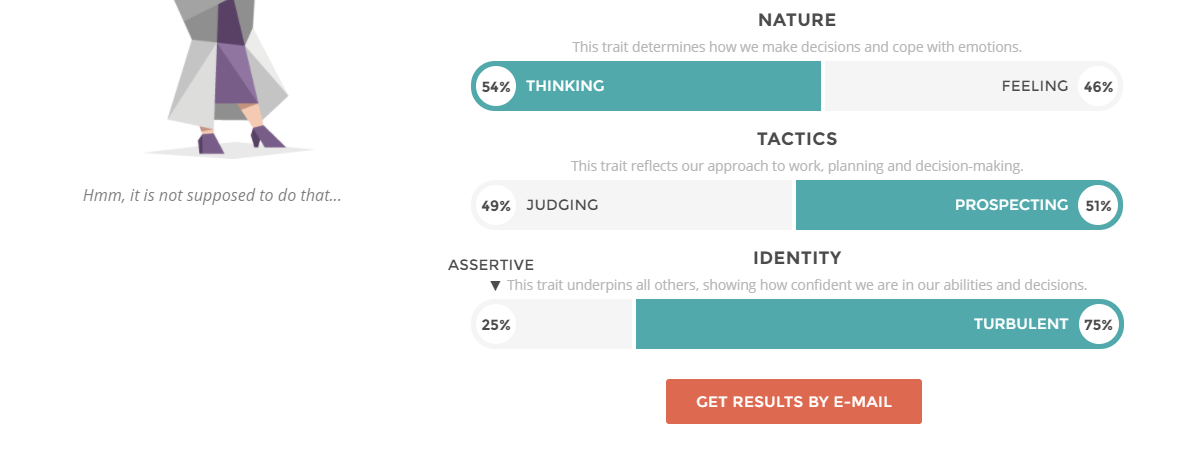 NATURE
This trait determines how we make decisions and cope with emotions.
54% THINKING FEELING 46%
TACTICS
This trait reflects our approach to work, planning and decision-making.
Hmm, it is not supposed to do that...
49% JUDGING PROSPECTING 51%
IDENTITY
ASSERTIVE
▼ This trait underpins all others, showing how confident we are in our abilities and decisions.
25% TURBULENT 75%
GET RESULTS BY E-MAIL